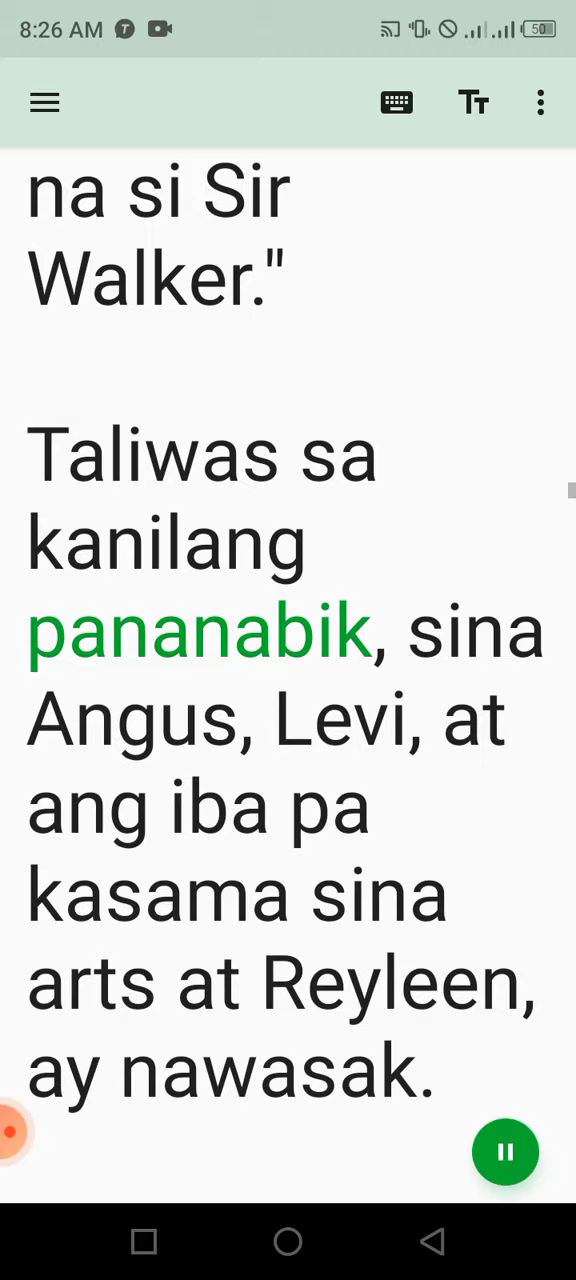 8:26 AM
50
na si Sir
Walker."
Taliwas sa
kanilang
pananabik, sina
Angus, Levi, at
ang iba pa
kasama sina
arts at Reyleen,
ay nawasak.